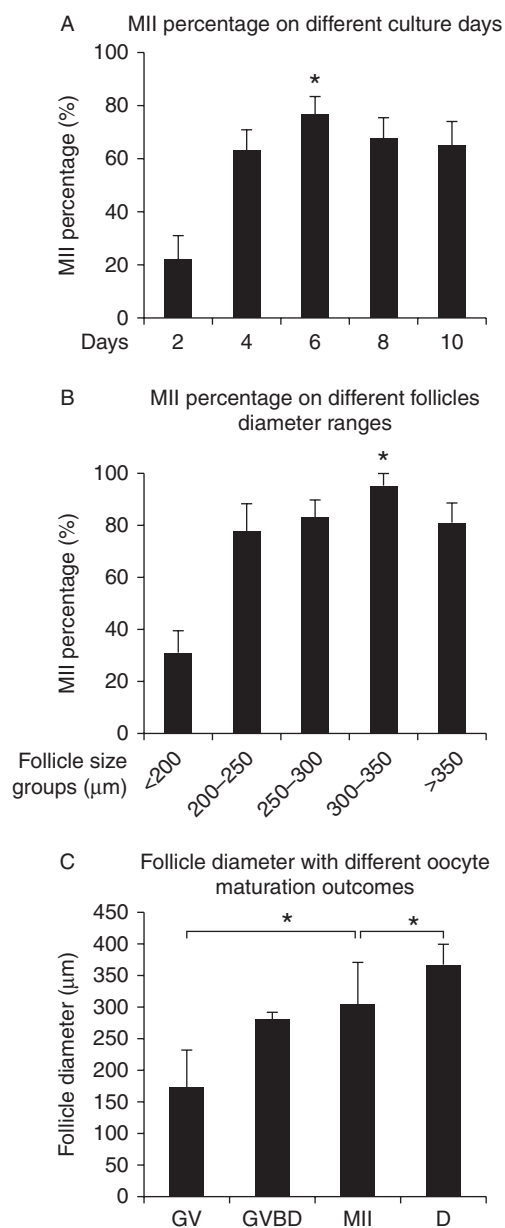 A MII percentage on different culture days
MII percentage (%)
100
80
60
40
20
0
*
Days 2 4 6 8 10
B MII percentage on different follicles
diameter ranges
MII percentage (%)
100
80
60
40
20
0
*
Follicle size
groups (μm)
<200 200–250 250–300 300–350 >350
C Follicle diameter with different oocyte
maturation outcomes
Follicle diameter (μm)
450
400
350
300
250
200
150
100
50
0
* *
GV GVBD MII D